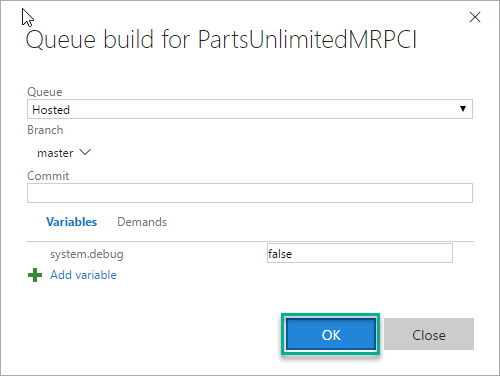 Queue build for PartsUnlimitedMRPCI
Queue
Hosted
Branch
master
Commit
Variables Demands
system.debug false
Add variable
OK Close